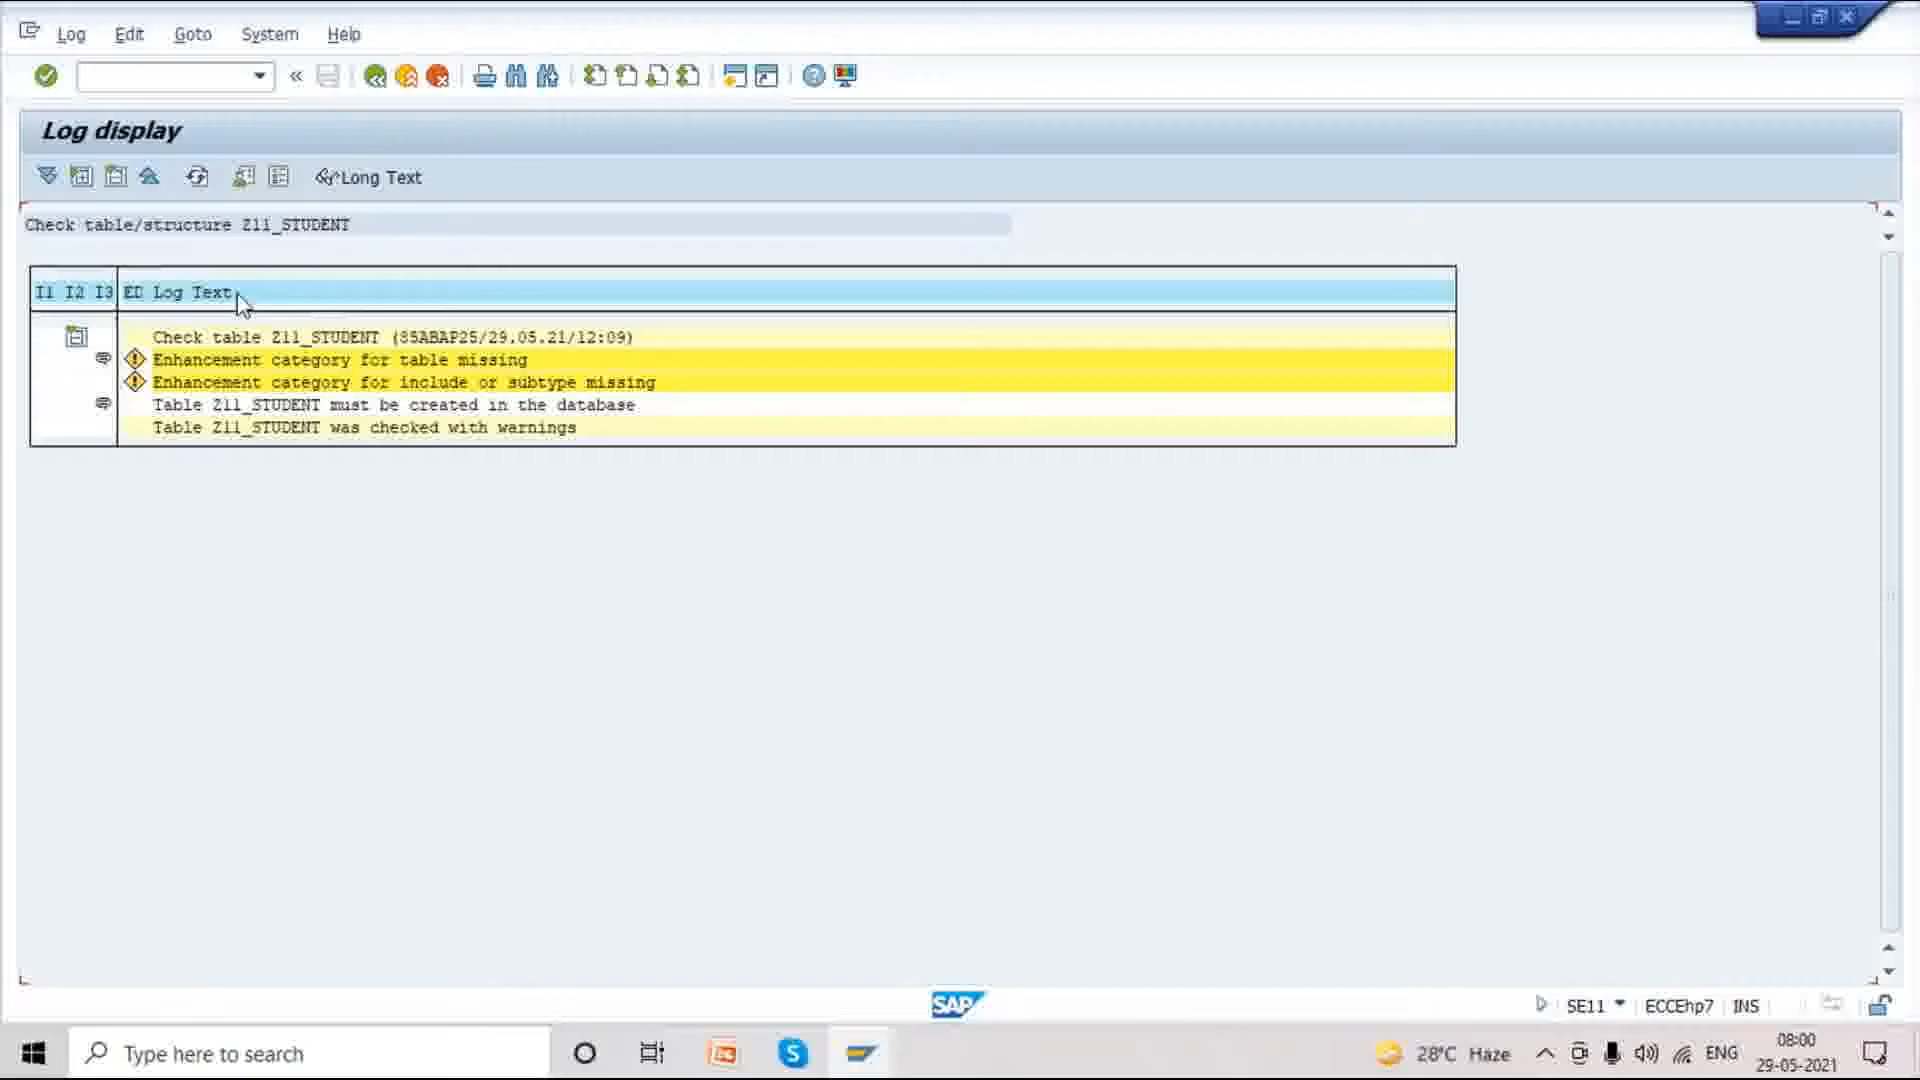 Log Edit Goto System Help
Log display
Long Text
Check table/structure Z11_STUDENT
I1 I2 I3 ED Log Text
Check table Z11_STUDENT (S5ABAP25/29.05.21/12:09)
Enhancement category for table missing
Enhancement category for include or subtype missing
Table Z11_STUDENT must be created in the database
Table Z11_STUDENT was checked with warnings
SAP
SE11 ECCEhp7 INS
Type here to search
28°C Haze
ENG
08:00
29-05-2021